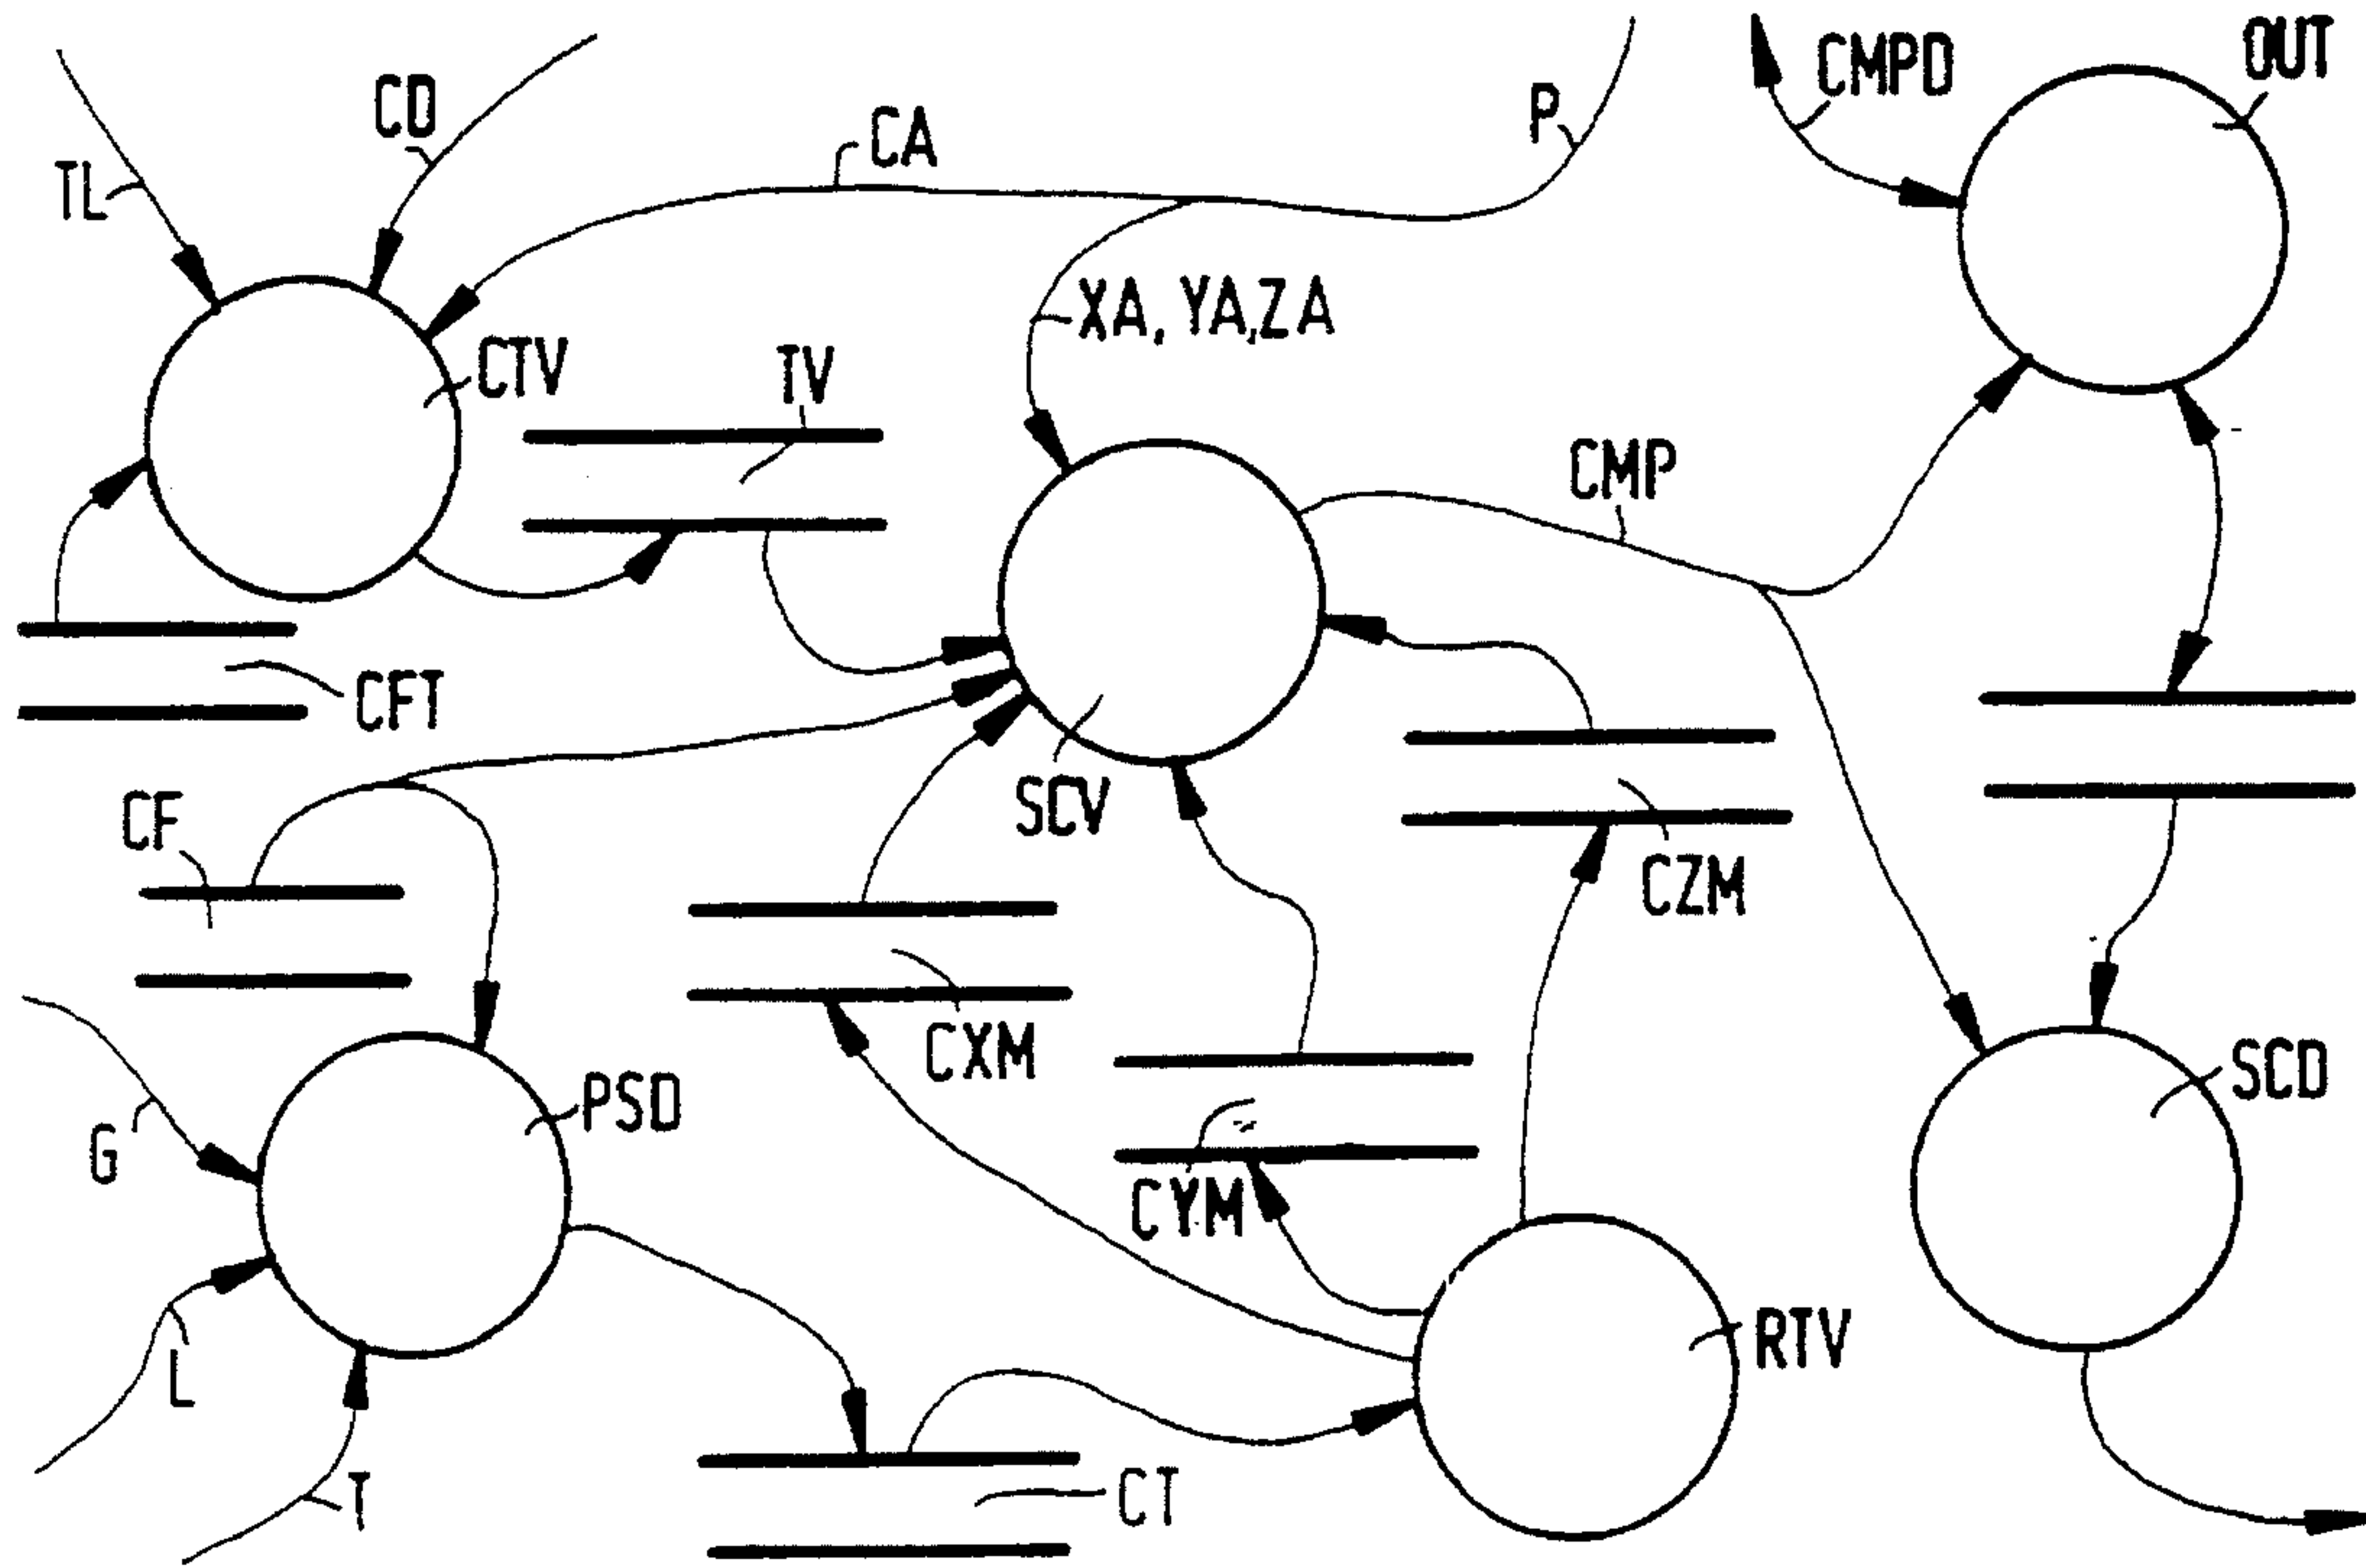 OUT
CMPD
CD
P
CA
TL
XA, YA, ZA
CTV
TV
CMP
CFT
SCV
CF
CZM
CXM
SCD
PSD
G
CYM
RTV
L
T
CT